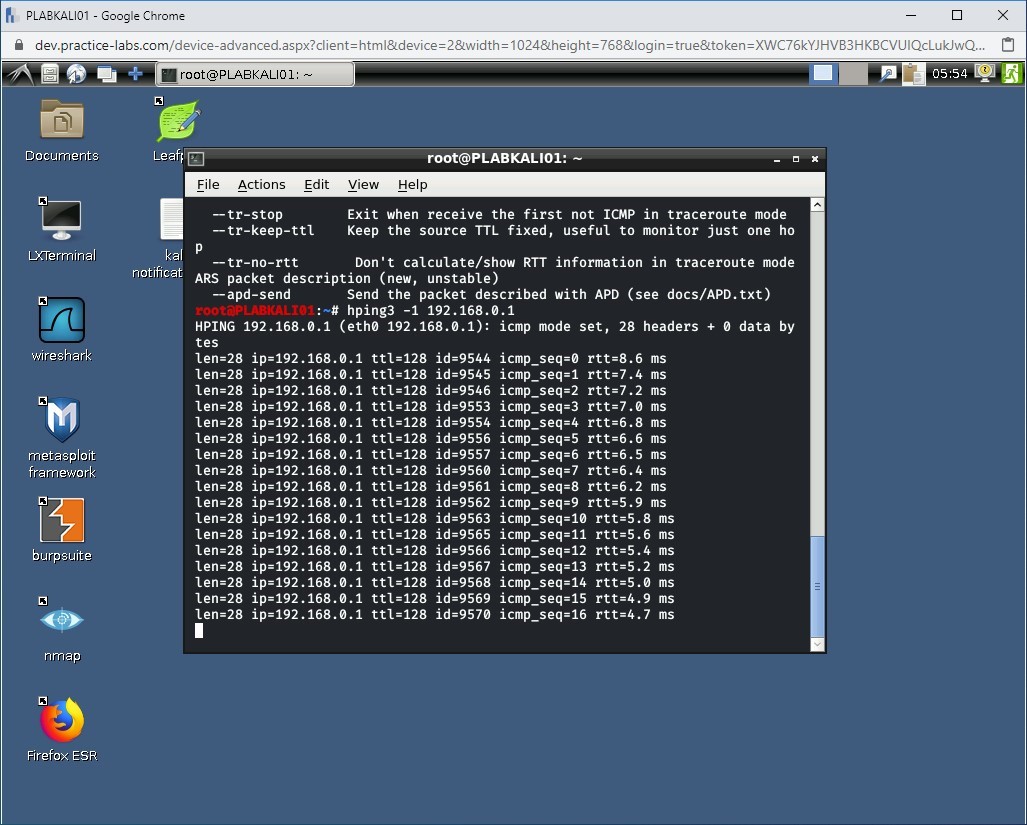 PLABKALI01 - Google Chrome
dev.practice-labs.com/device-advanced.aspx?client=html&device=2&width=1024&height=768&login=true&token=XWC76kYJHVB3HKBCVUIQcLukJwQ...
root@PLABKALI01: ~
05:54
Documents
Leafp
LXTerminal
kal
notificat
wireshark
metasploit
framework
burpsuite
nmap
Firefox ESR
root@PLABKALI01: ~
File Actions Edit View Help
--tr-stop Exit when receive the first not ICMP in traceroute mode
--tr-keep-ttl Keep the source TTL fixed, useful to monitor just one ho
p
--tr-no-rtt Don't calculate/show RTT information in traceroute mode
ARS packet description (new, unstable)
--apd-send Send the packet described with APD (see docs/APD.txt)
root@PLABKALI01:~# hping3 -1 192.168.0.1
HPING 192.168.0.1 (eth0 192.168.0.1): icmp mode set, 28 headers + 0 data by
tes
len=28 ip=192.168.0.1 ttl=128 id=9544 icmp_seq=0 rtt=8.6 ms
len=28 ip=192.168.0.1 ttl=128 id=9545 icmp_seq=1 rtt=7.4 ms
len=28 ip=192.168.0.1 ttl=128 id=9546 icmp_seq=2 rtt=7.2 ms
len=28 ip=192.168.0.1 ttl=128 id=9553 icmp_seq=3 rtt=7.0 ms
len=28 ip=192.168.0.1 ttl=128 id=9554 icmp_seq=4 rtt=6.8 ms
len=28 ip=192.168.0.1 ttl=128 id=9556 icmp_seq=5 rtt=6.6 ms
len=28 ip=192.168.0.1 ttl=128 id=9557 icmp_seq=6 rtt=6.5 ms
len=28 ip=192.168.0.1 ttl=128 id=9560 icmp_seq=7 rtt=6.4 ms
len=28 ip=192.168.0.1 ttl=128 id=9561 icmp_seq=8 rtt=6.2 ms
len=28 ip=192.168.0.1 ttl=128 id=9562 icmp_seq=9 rtt=5.9 ms
len=28 ip=192.168.0.1 ttl=128 id=9563 icmp_seq=10 rtt=5.8 ms
len=28 ip=192.168.0.1 ttl=128 id=9565 icmp_seq=11 rtt=5.6 ms
len=28 ip=192.168.0.1 ttl=128 id=9566 icmp_seq=12 rtt=5.4 ms
len=28 ip=192.168.0.1 ttl=128 id=9567 icmp_seq=13 rtt=5.2 ms
len=28 ip=192.168.0.1 ttl=128 id=9568 icmp_seq=14 rtt=5.0 ms
len=28 ip=192.168.0.1 ttl=128 id=9569 icmp_seq=15 rtt=4.9 ms
len=28 ip=192.168.0.1 ttl=128 id=9570 icmp_seq=16 rtt=4.7 ms